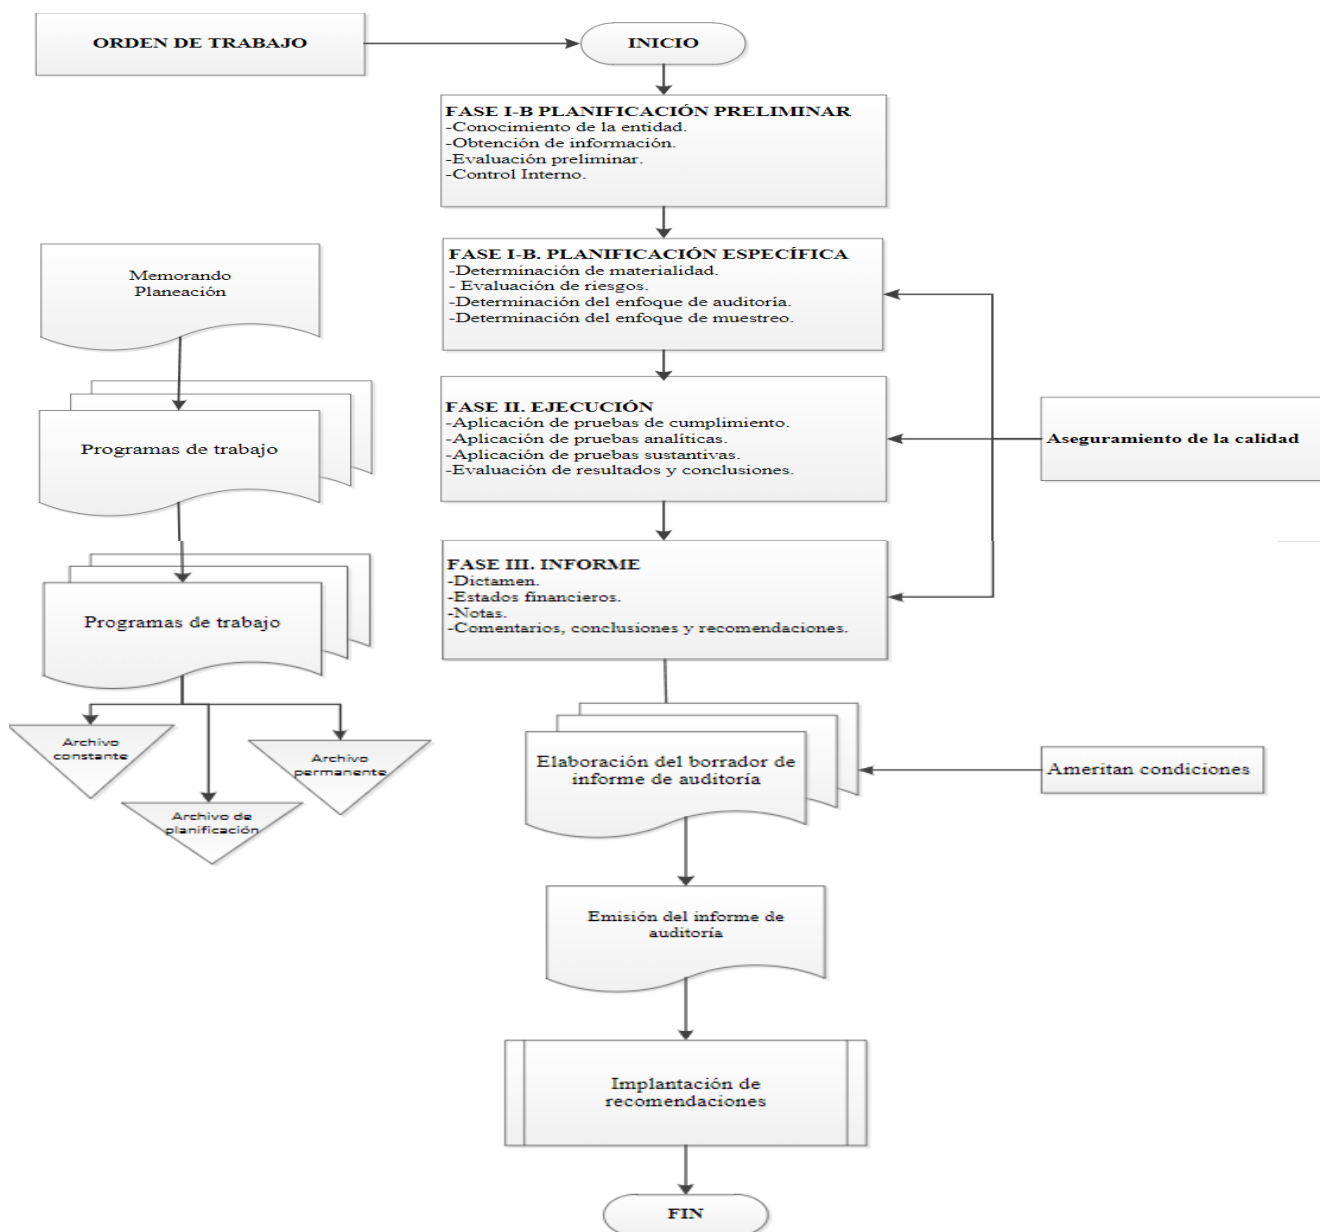 ORDEN DE TRABAJO
INICIO
FASE I-B PLANIFICACIÓN PRELIMINAR
-Conocimiento de la entidad.
-Obtención de información.
-Evaluación preliminar.
-Control Interno.
Memorando
Planeación
FASE I-B. PLANIFICACIÓN ESPECÍFICA
-Determinación de materialidad.
- Evaluación de riesgos.
-Determinación del enfoque de auditoría.
-Determinación del enfoque de muestreo.
Programas de trabajo
FASE II. EJECUCIÓN
-Aplicación de pruebas de cumplimiento.
-Aplicación de pruebas analíticas.
-Aplicación de pruebas sustantivas.
-Evaluación de resultados y conclusiones.
Aseguramiento de la calidad
Programas de trabajo
FASE III. INFORME
-Dictamen.
-Estados financieros.
-Notas.
-Comentarios, conclusiones y recomendaciones.
Archivo
constante
Archivo
permanente
Archivo de
planificación
Elaboración del borrador de
informe de auditoría
Ameritan condiciones
Emisión del informe de
auditoría
Implantación de
recomendaciones
FIN